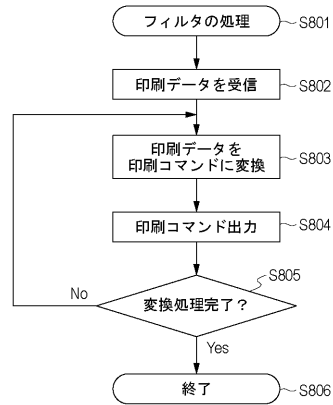 フィルタの処理 S801
印刷データを受信 S802
印刷データを
印刷コマンドに変換 S803
印刷コマンド出力 S804
S805
変換処理完了？
No
Yes
終了 S806